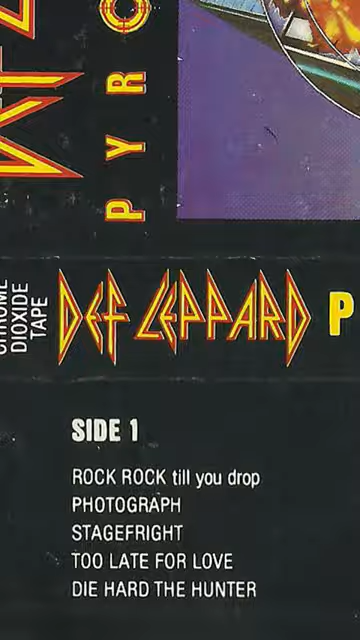 PYRO
CHROME
DIOXIDE
TAPE
DEF LEPPARD P
SIDE 1
ROCK ROCK till you drop
PHOTOGRAPH
STAGEFRIGHT
TOO LATE FOR LOVE
DIE HARD THE HUNTER